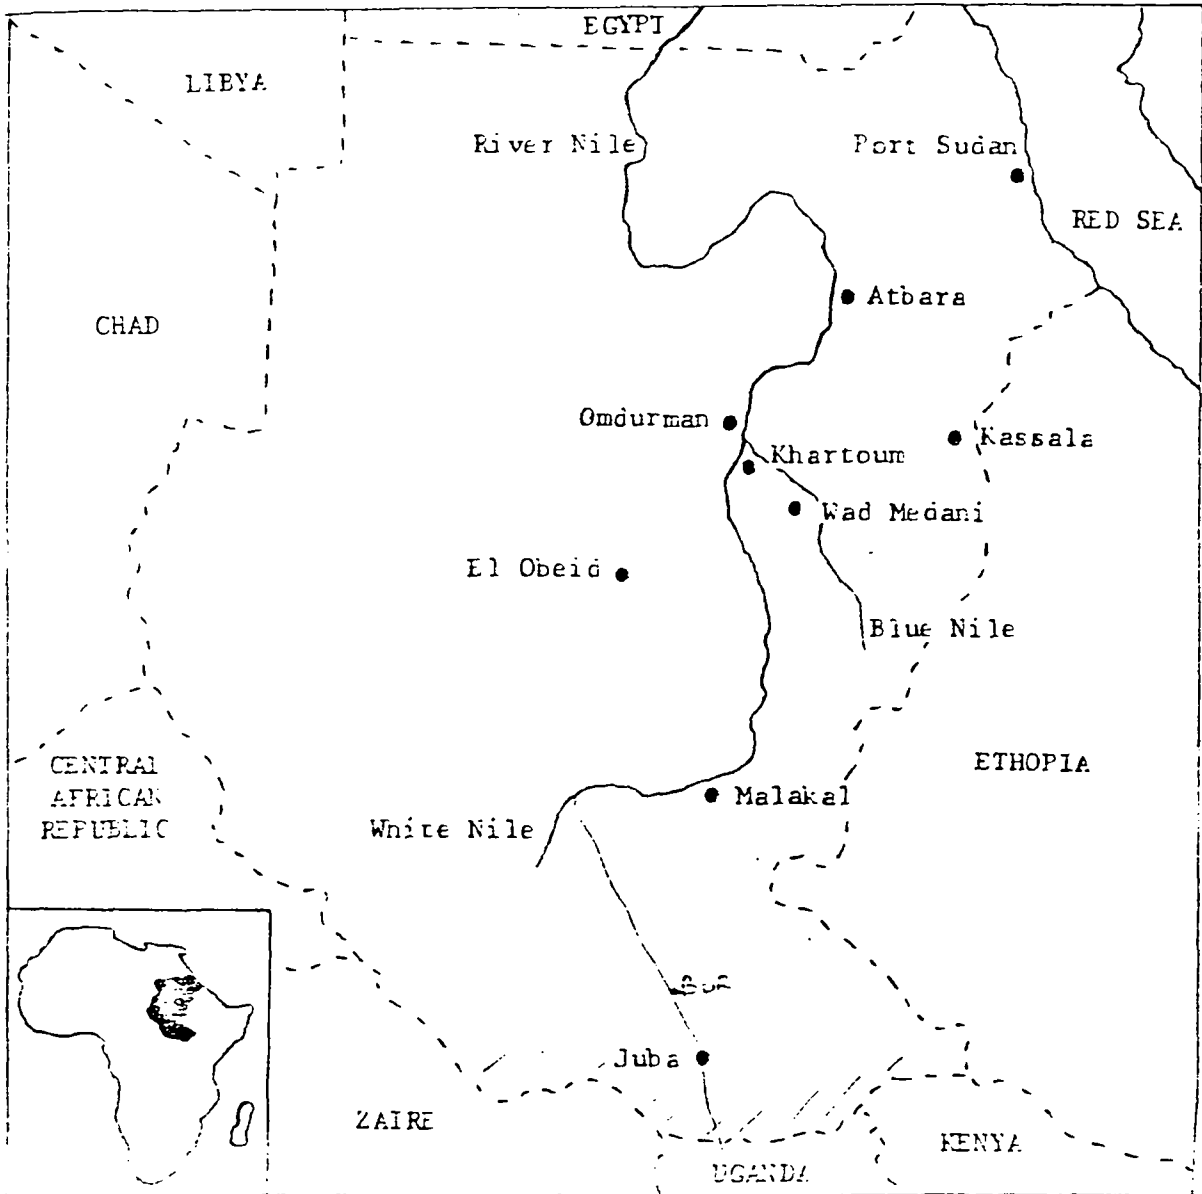 EGYPT
LIBYA
River Nile
Port Sudan
RED SEA
Atbara
CHAD
Omdurman
Kassala
Khartoum
Wad Medani
El Obeid
Blue Nile
CENTRAL
AFRICAN
REPUBLIC
ETHOPIA
Malakal
White Nile
BOR
Juba
ZAIRE
KENYA
UGANDA